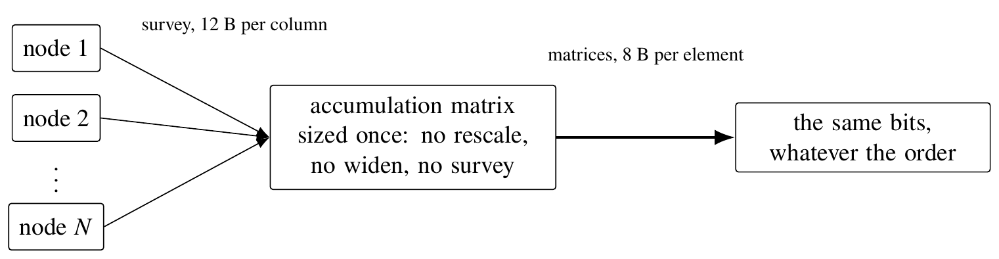 survey, 12 B per column
node 1
matrices, 8 B per element
node 2
accumulation matrix
sized once: no rescale,
no widen, no survey
the same bits,
whatever the order
⋮
node N